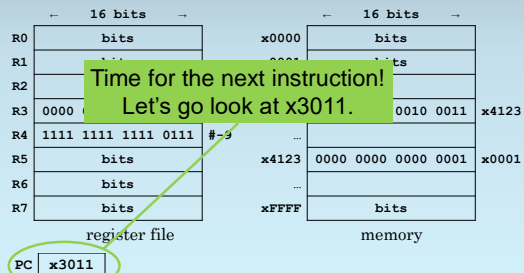 ← 16 bits → ← 16 bits →
R0 bits x0000 bits
R1 bits
R2
Time for the next instruction!
Let's go look at x3011.
R3 0000 0010 0011 x4123
R4 1111 1111 1111 0111 #-9 …
R5 bits x4123 0000 0000 0000 0001 x0001
R6 bits …
R7 bits xFFFF bits
register file memory
PC x3011